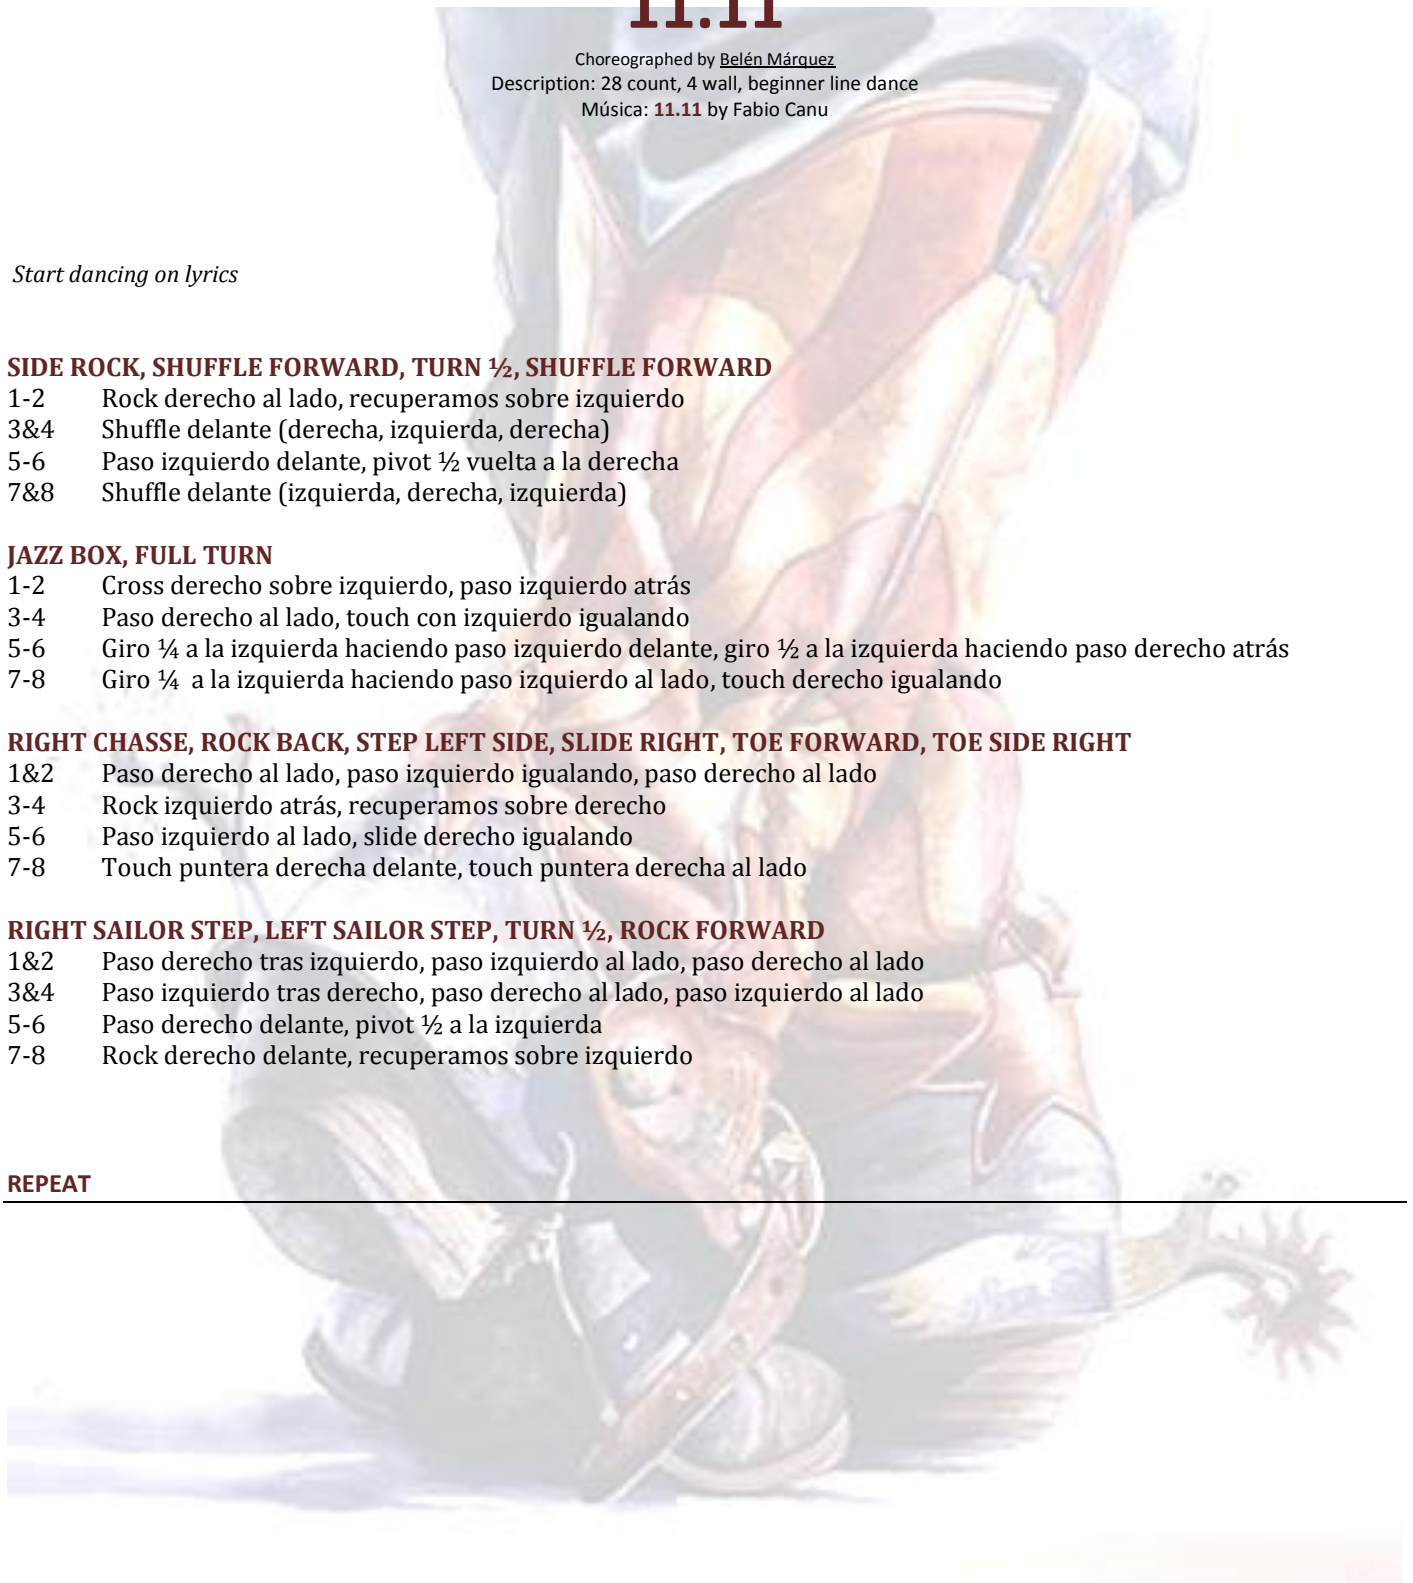 11.11
Choreographed by Belén Márquez
Description: 28 count, 4 wall, beginner line dance
Música: 11.11 by Fabio Canu
Start dancing on lyrics
SIDE ROCK, SHUFFLE FORWARD, TURN ½, SHUFFLE FORWARD
1-2 Rock derecho al lado, recuperamos sobre izquierdo
3&4 Shuffle delante (derecha, izquierda, derecha)
5-6 Paso izquierdo delante, pivot ½ vuelta a la derecha
7&8 Shuffle delante (izquierda, derecha, izquierda)
JAZZ BOX, FULL TURN
1-2 Cross derecho sobre izquierdo, paso izquierdo atrás
3-4 Paso derecho al lado, touch con izquierdo igualando
5-6 Giro ¼ a la izquierda haciendo paso izquierdo delante, giro ½ a la izquierda haciendo paso derecho atrás
7-8 Giro ¼ a la izquierda haciendo paso izquierdo al lado, touch derecho igualando
RIGHT CHASSE, ROCK BACK, STEP LEFT SIDE, SLIDE RIGHT, TOE FORWARD, TOE SIDE RIGHT
1&2 Paso derecho al lado, paso izquierdo igualando, paso derecho al lado
3-4 Rock izquierdo atrás, recuperamos sobre derecho
5-6 Paso izquierdo al lado, slide derecho igualando
7-8 Touch puntera derecha delante, touch puntera derecha al lado
RIGHT SAILOR STEP, LEFT SAILOR STEP, TURN ½, ROCK FORWARD
1&2 Paso derecho tras izquierdo, paso izquierdo al lado, paso derecho al lado
3&4 Paso izquierdo tras derecho, paso derecho al lado, paso izquierdo al lado
5-6 Paso derecho delante, pivot ½ a la izquierda
7-8 Rock derecho delante, recuperamos sobre izquierdo
REPEAT